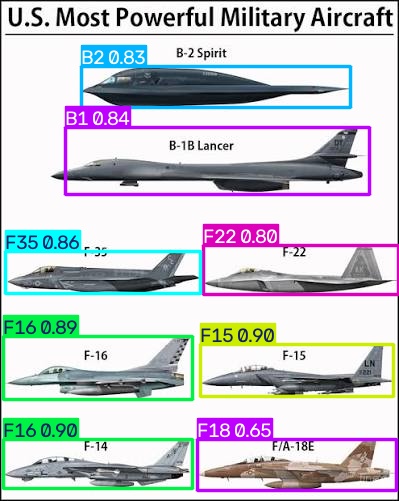 U.S. Most Powerful Military Aircraft
B-2 Spirit
B2 0.83
B1 0.84
B-1B Lancer
F35 0.86
F22 0.80
F-35
F-22
F16 0.89
F15 0.90
F-16
F-15
LN
F16 0.90
F18 0.65
F-14
F/A-18E